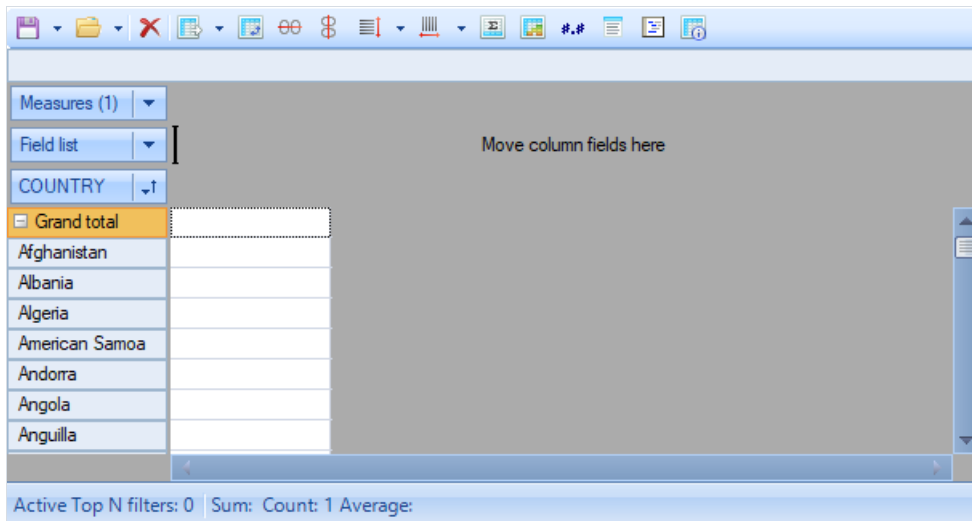 Σ #.#
Measures (1)
Field list Move column fields here
COUNTRY
Grand total
Afghanistan
Albania
Algeria
American Samoa
Andorra
Angola
Anguilla
Active Top N filters: 0 Sum: Count: 1 Average: